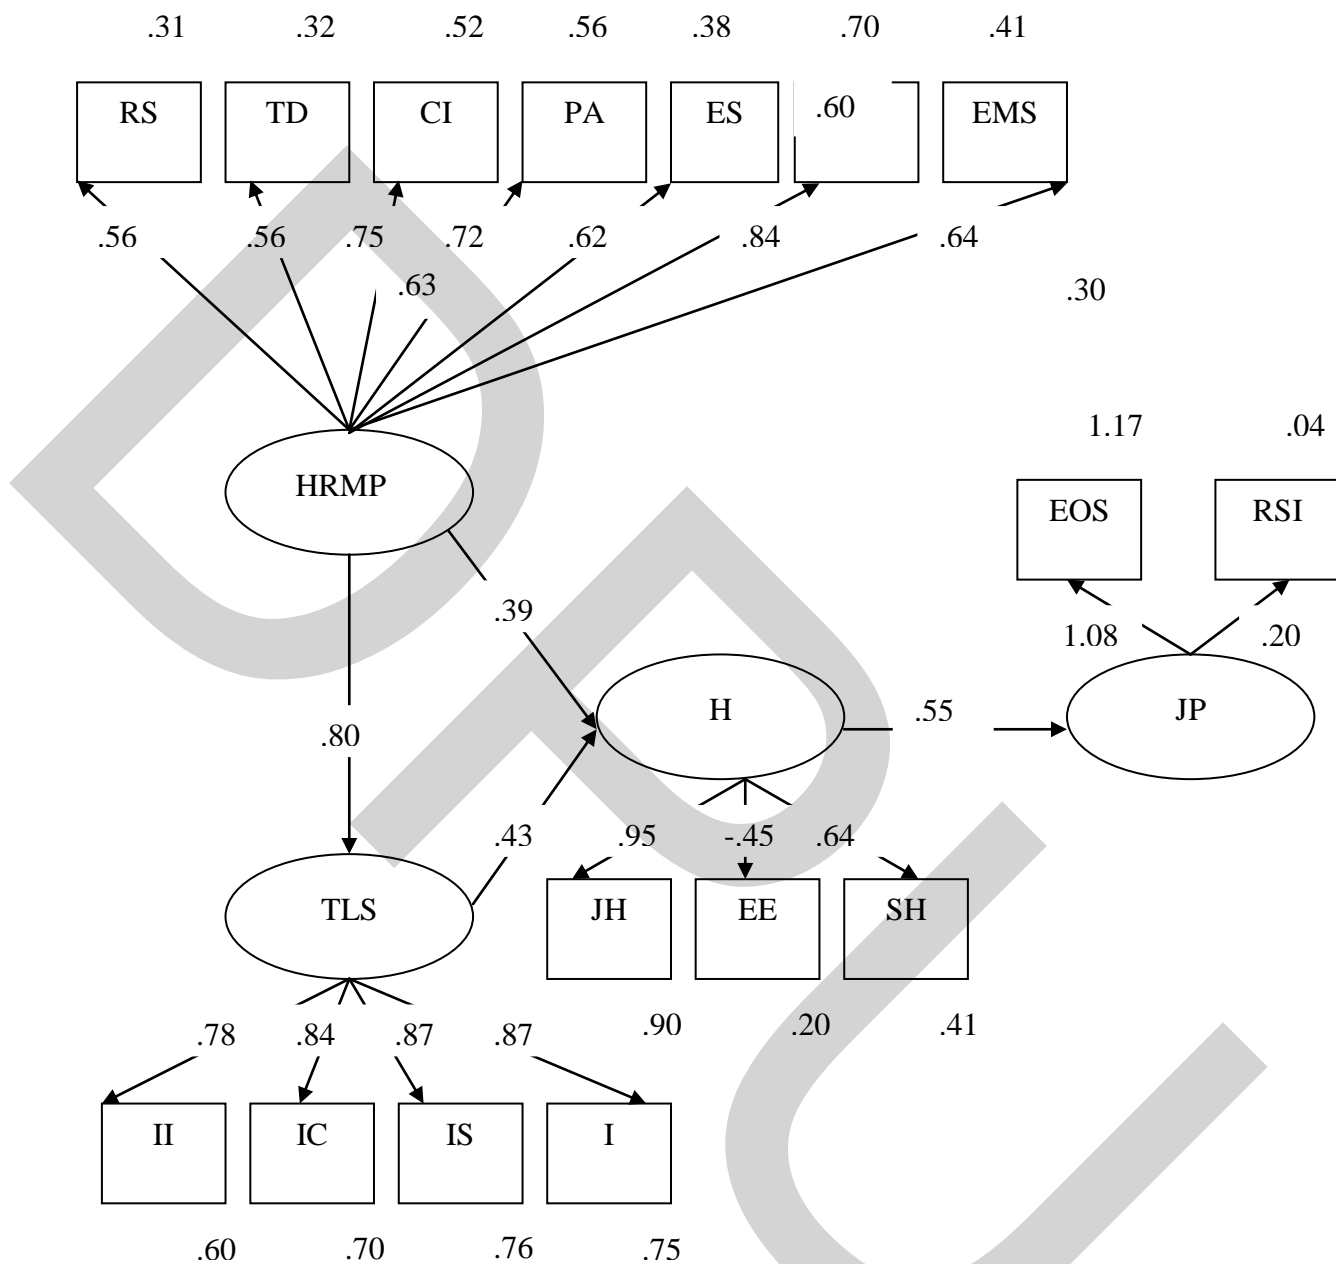 .31 .32 .52 .56 .38 .70 .41
RS TD CI PA ES .60 EMS
.56 .56 .75 .72 .62 .84 .64
.63
.30
1.17 .04
HRMP
EOS RSI
.39
1.08 .20
H .55 JP
.80
.43 .95 -.45 .64
TLS JH EE SH
.90 .20 .41
.78 .84 .87 .87
II IC IS I
.60 .70 .76 .75
DPU